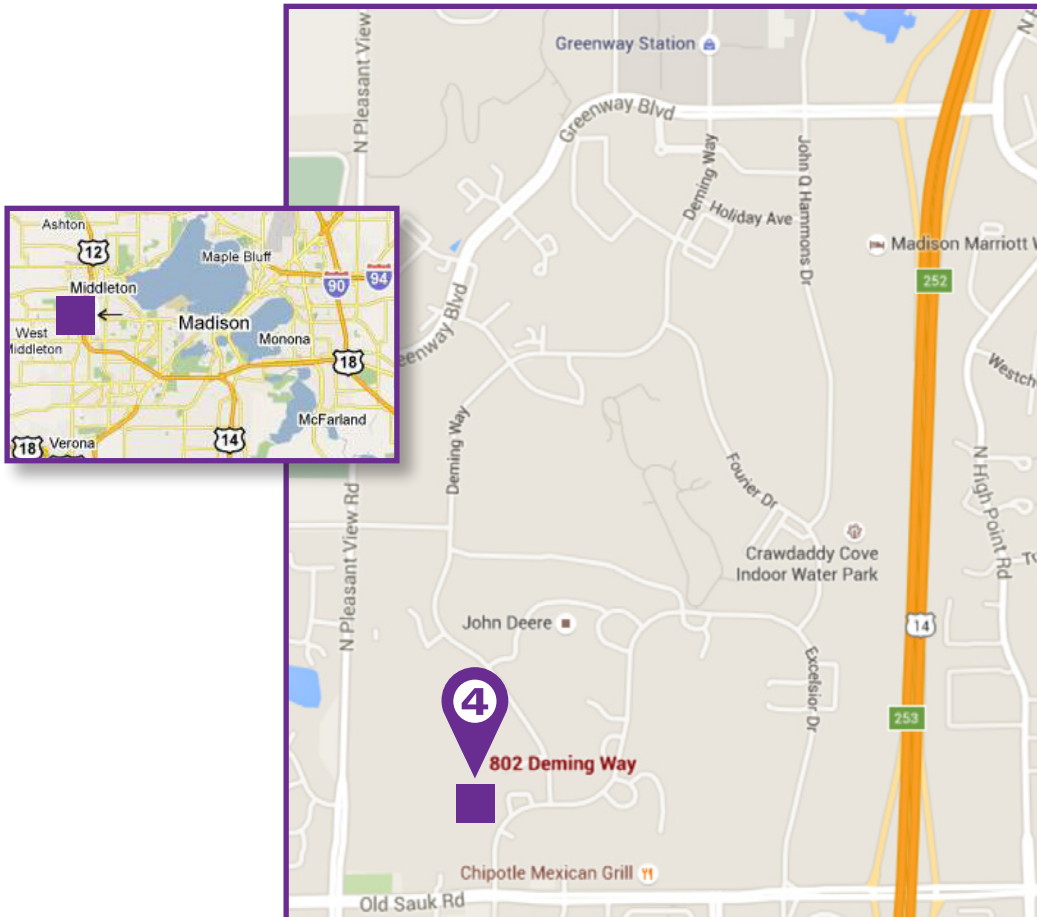 N Pleasant View
Greenway Station
Greenway Blvd
Deming Way
John Q Hammons Dr
Holiday Ave
Madison Marriott W
252
Ashton
12
Maple Bluff
Middleton
90
94
Madison
West
Middleton
Monona
18
McFarland
14
18
Verona
eenway Blvd
Westch
Deming Way
Fourier Dr
N High Point Rd
N Pleasant View Rd
Crawdaddy Cove
Indoor Water Park
John Deere
14
Excelsior Dr
4
253
802 Deming Way
Chipotle Mexican Grill
Old Sauk Rd